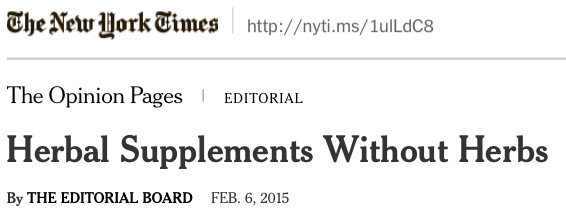 The New York Times | http://nyti.ms/1ulLdC8
The Opinion Pages | EDITORIAL
Herbal Supplements Without Herbs
By THE EDITORIAL BOARD FEB. 6, 2015